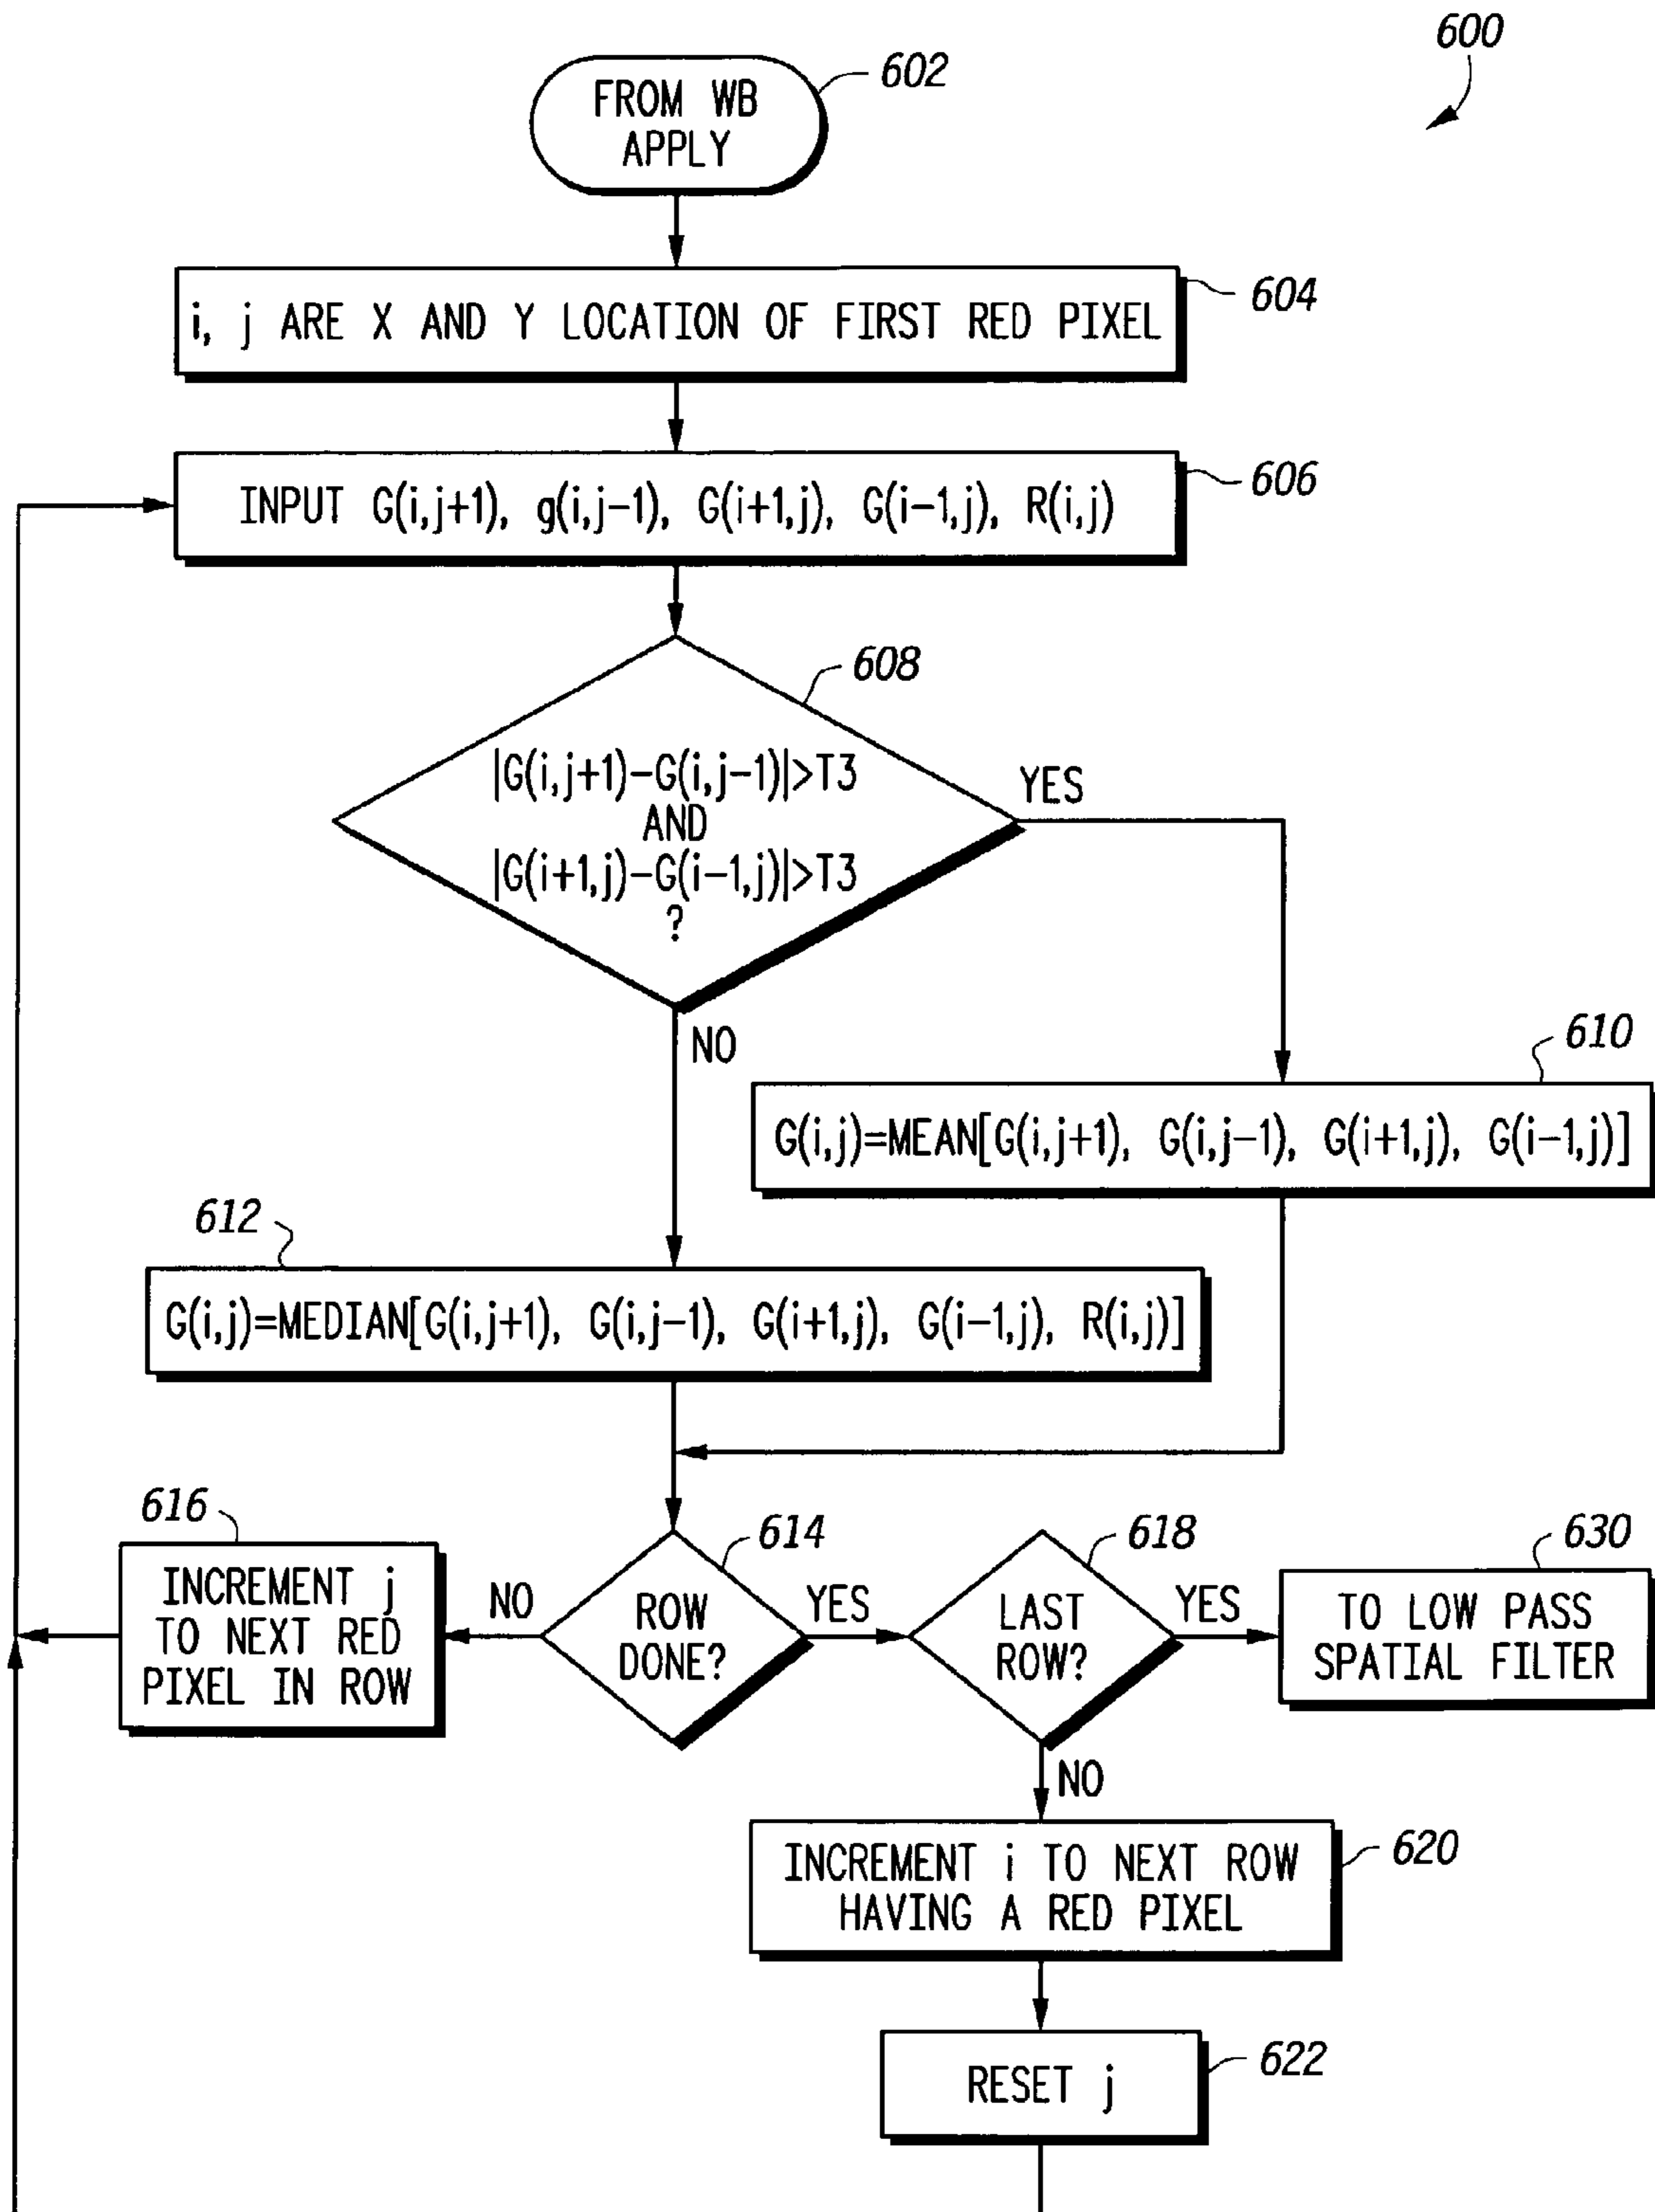 600
FROM WB
APPLY
602
i, j ARE X AND Y LOCATION OF FIRST RED PIXEL
604
INPUT G(i,j+1), g(i,j−1), G(i+1,j), G(i−1,j), R(i,j)
606
608
|G(i,j+1)−G(i,j−1)|>T3
AND
|G(i+1,j)−G(i−1,j)|>T3
?
YES
NO
610
G(i,j)=MEAN[G(i,j+1), G(i,j−1), G(i+1,j), G(i−1,j)]
612
G(i,j)=MEDIAN[G(i,j+1), G(i,j−1), G(i+1,j), G(i−1,j), R(i,j)]
616
INCREMENT j
TO NEXT RED
PIXEL IN ROW
NO
614
ROW
DONE?
YES
618
LAST
ROW?
YES
630
TO LOW PASS
SPATIAL FILTER
NO
INCREMENT i TO NEXT ROW
HAVING A RED PIXEL
620
RESET j
622